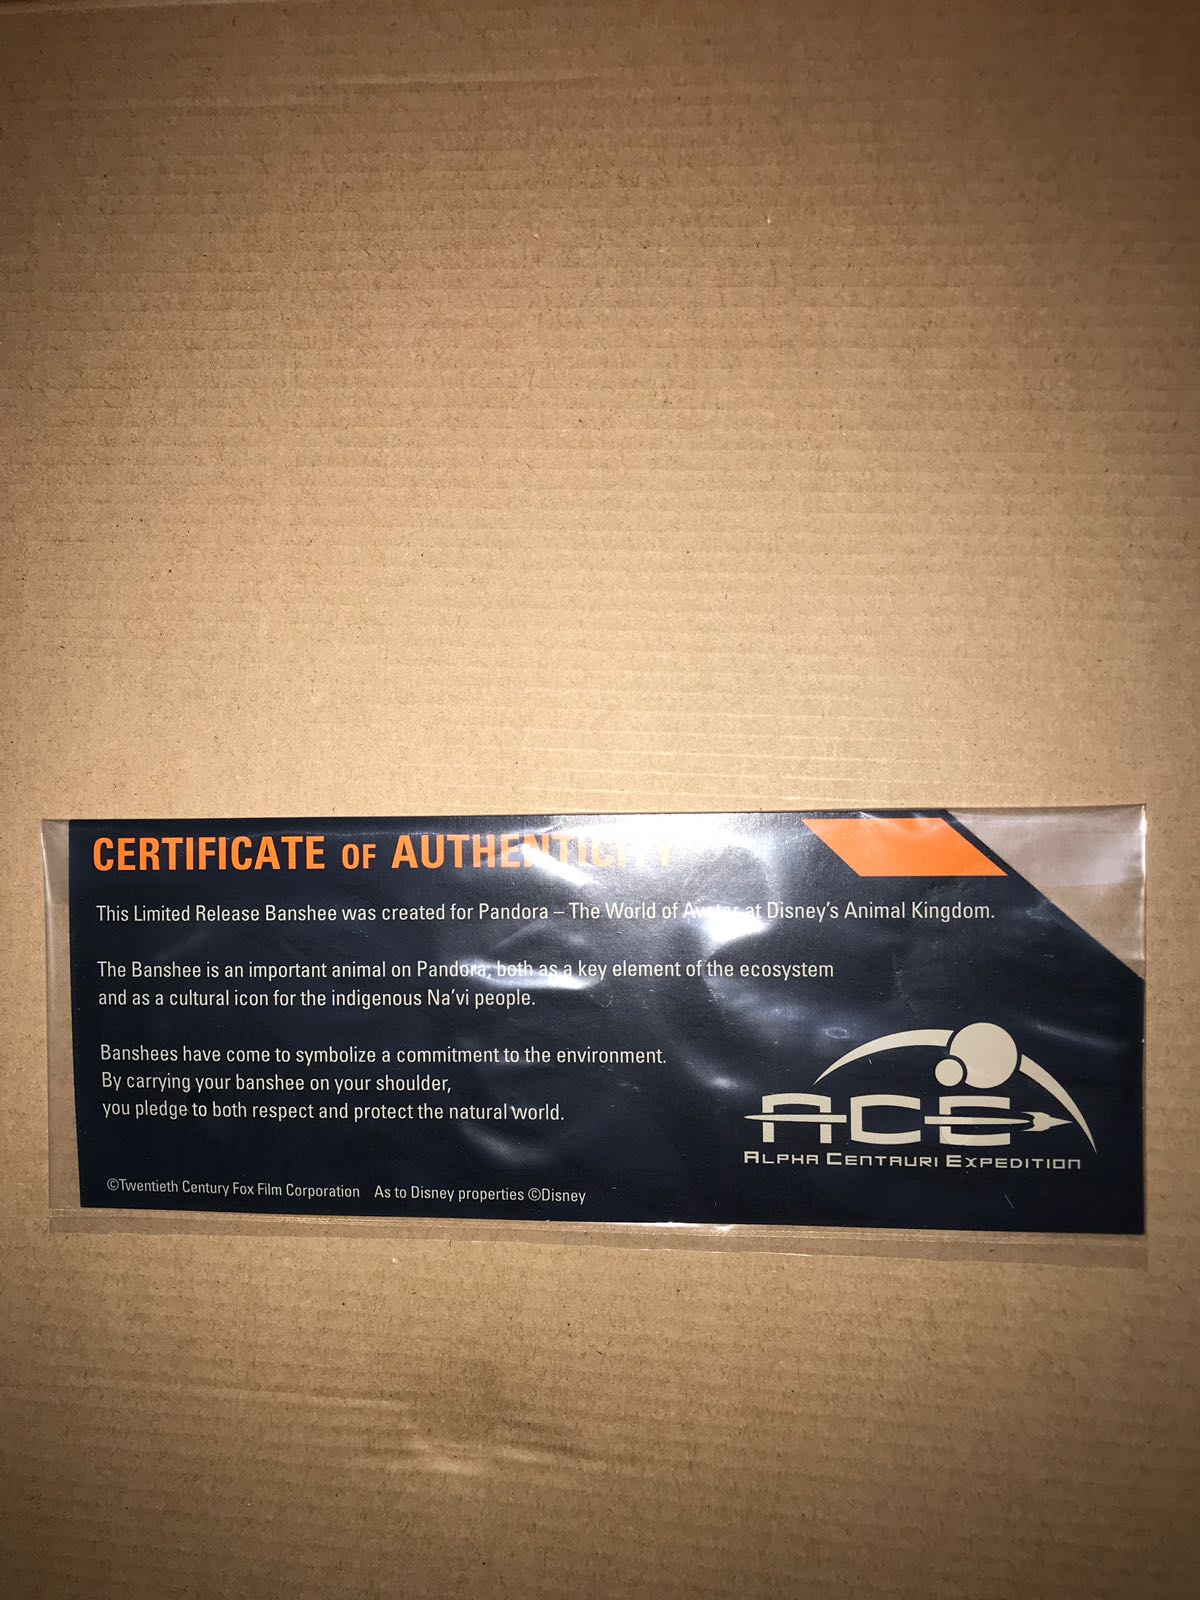 CERTIFICATE OF AUTHENTICITY
This Limited Release Banshee was created for Pandora – The World of Avatar at Disney's Animal Kingdom.
The Banshee is an important animal on Pandora, both as a key element of the ecosystem
and as a cultural icon for the indigenous Na'vi people.
Banshees have come to symbolize a commitment to the environment.
By carrying your banshee on your shoulder,
you pledge to both respect and protect the natural world.
ACE
ALPHA CENTAURI EXPEDITION
©Twentieth Century Fox Film Corporation As to Disney properties ©Disney